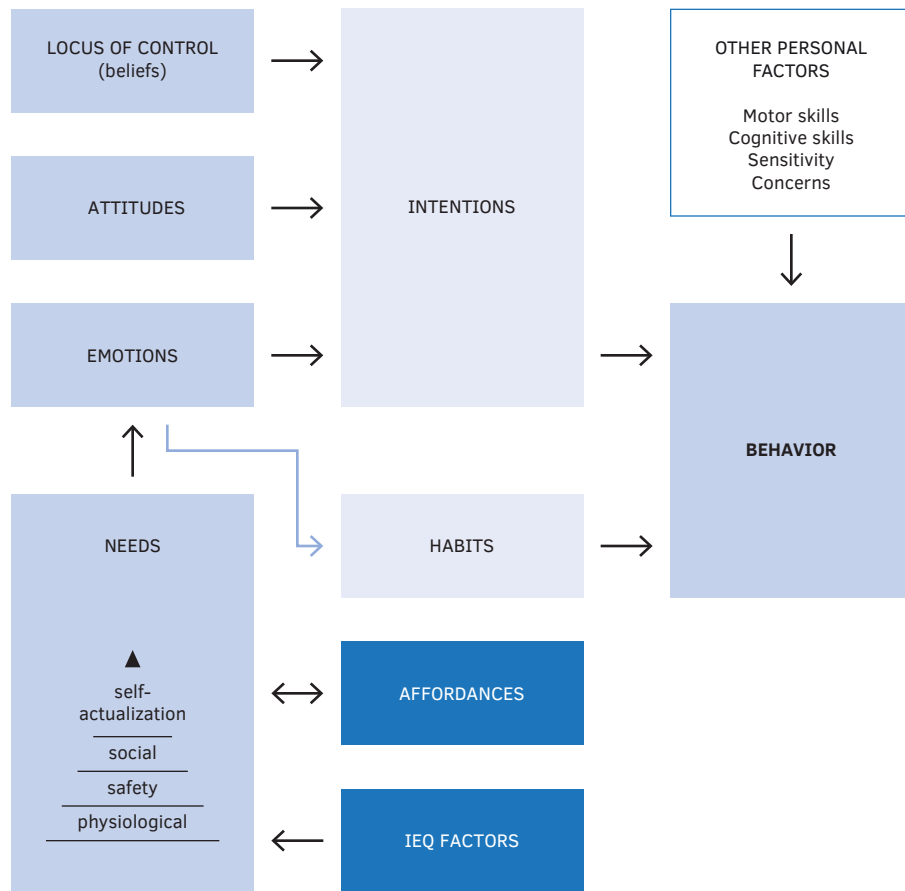 LOCUS OF CONTROL
(beliefs)
ATTITUDES
EMOTIONS
NEEDS
self-
actualization
social
safety
physiological
INTENTIONS
HABITS
AFFORDANCES
IEQ FACTORS
OTHER PERSONAL
FACTORS
Motor skills
Cognitive skills
Sensitivity
Concerns
BEHAVIOR